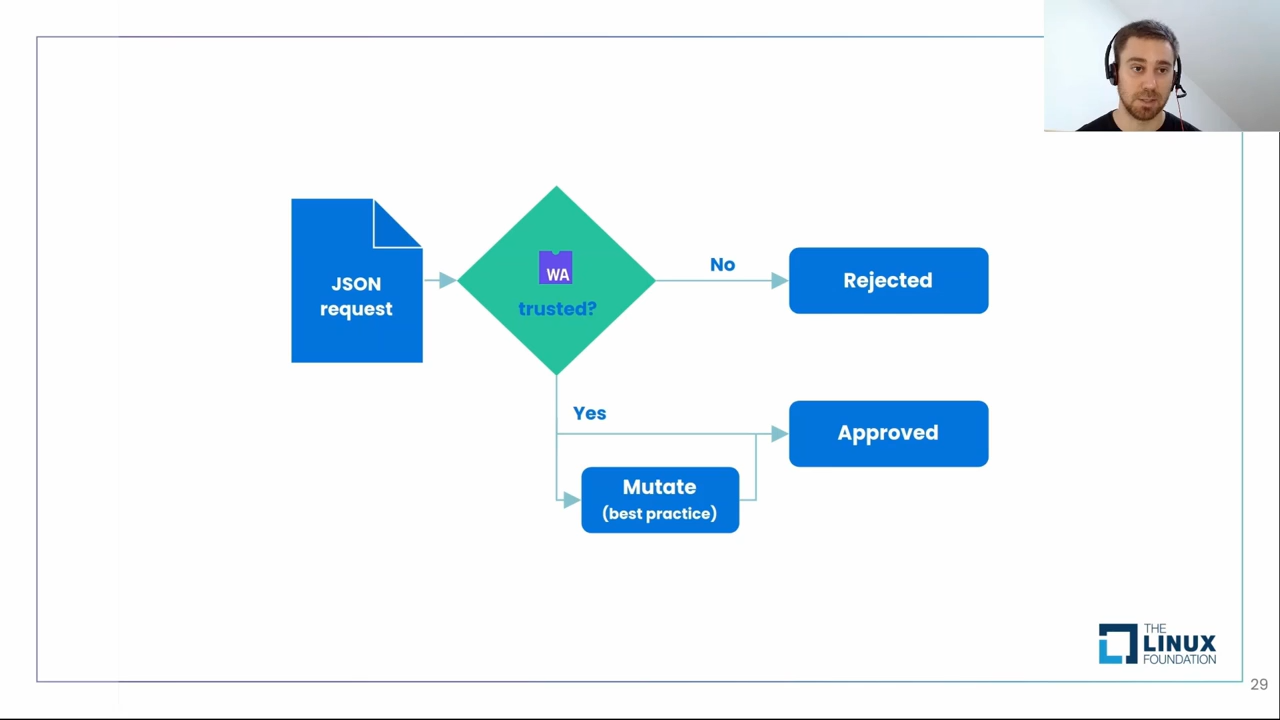 JSON
request
WA
trusted?
No
Rejected
Yes
Approved
Mutate
(best practice)
THE
LINUX
FOUNDATION
29